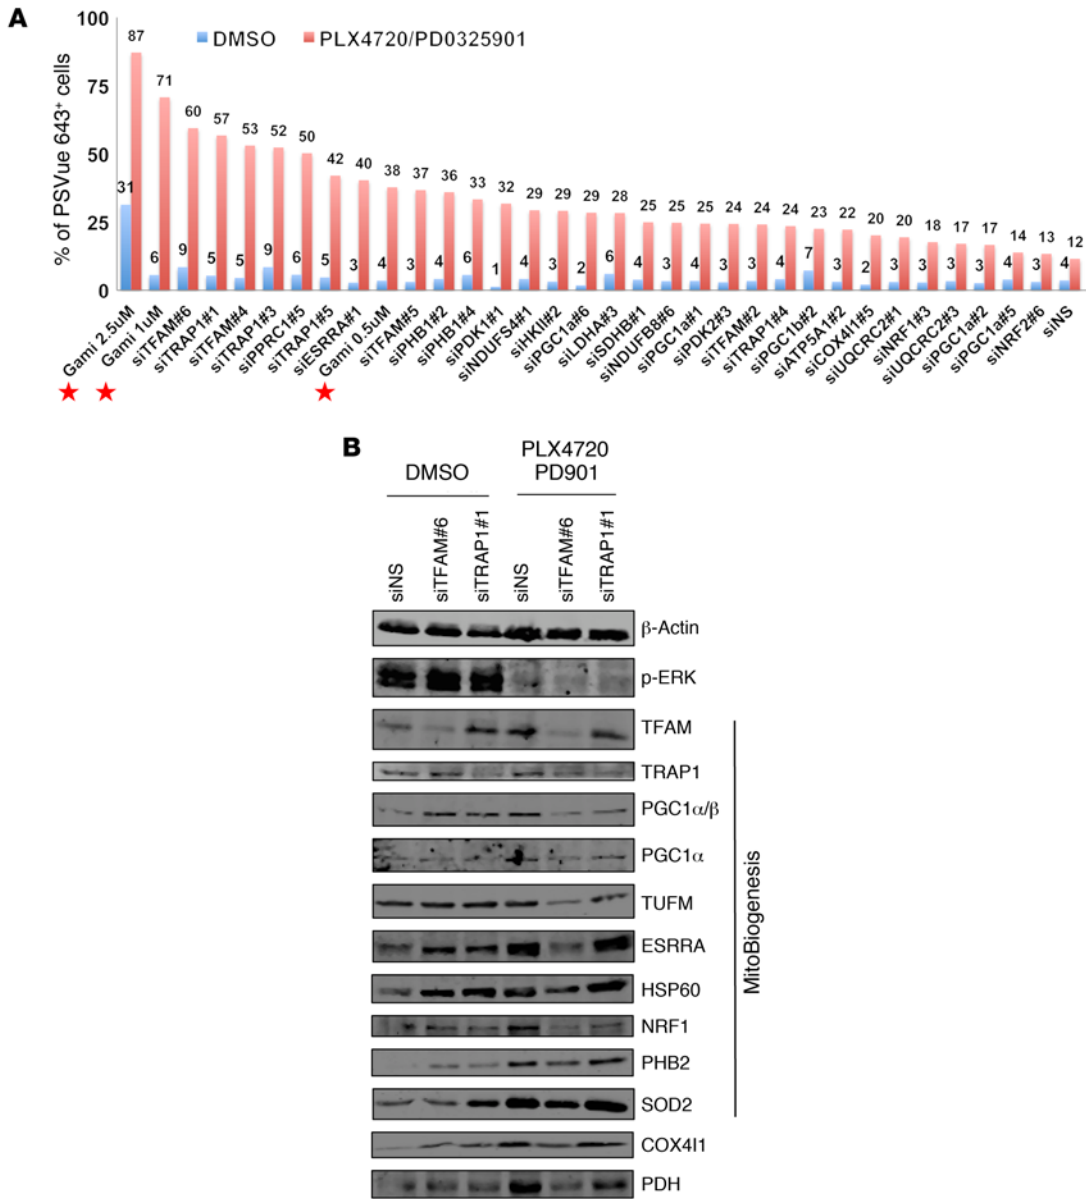 A
% of PSVue 643+ cells
100
75
50
25
0
DMSO
PLX4720/PD0325901
87 71 60 57 53 52 50 42 40 38 37 36 33 32 29 29 29 28 25 25 25 24 24 24 23 22 20 20 18 17 17 14 13 12
31 6 9 5 5 9 6 5 3 4 3 4 6 1 4 3 2 6 4 3 4 3 3 4 7 3 2 3 3 3 3 4 3 4
Gami 2.5uM
Gami 1uM
siTFAM#6
siTRAP1#1
siTFAM#4
siTRAP1#3
siPPRC1#5
siTRAP1#5
siESRRA#1
Gami 0.5uM
siTFAM#5
siPHB1#2
siPHB1#4
siPDK1#1
siNDUFS4#1
siHKII#2
siPGC1a#6
siLDHA#3
siSDHB#1
siNDUFB8#6
siPGC1a#1
siPDK2#3
siTFAM#2
siTRAP1#4
siPGC1b#2
siATP5A1#2
siCOX4I1#5
siUQCRC2#1
siNRF1#3
siUQCRC2#3
siPGC1a#2
siPGC1a#5
siNRF2#6
siNS
B
DMSO
PLX4720
PD901
siNS
siTFAM#6
siTRAP1#1
siNS
siTFAM#6
siTRAP1#1
β-Actin
p-ERK
TFAM
TRAP1
PGC1α/β
PGC1α
TUFM
ESRRA
HSP60
NRF1
PHB2
SOD2
COX4I1
PDH
MitoBiogenesis